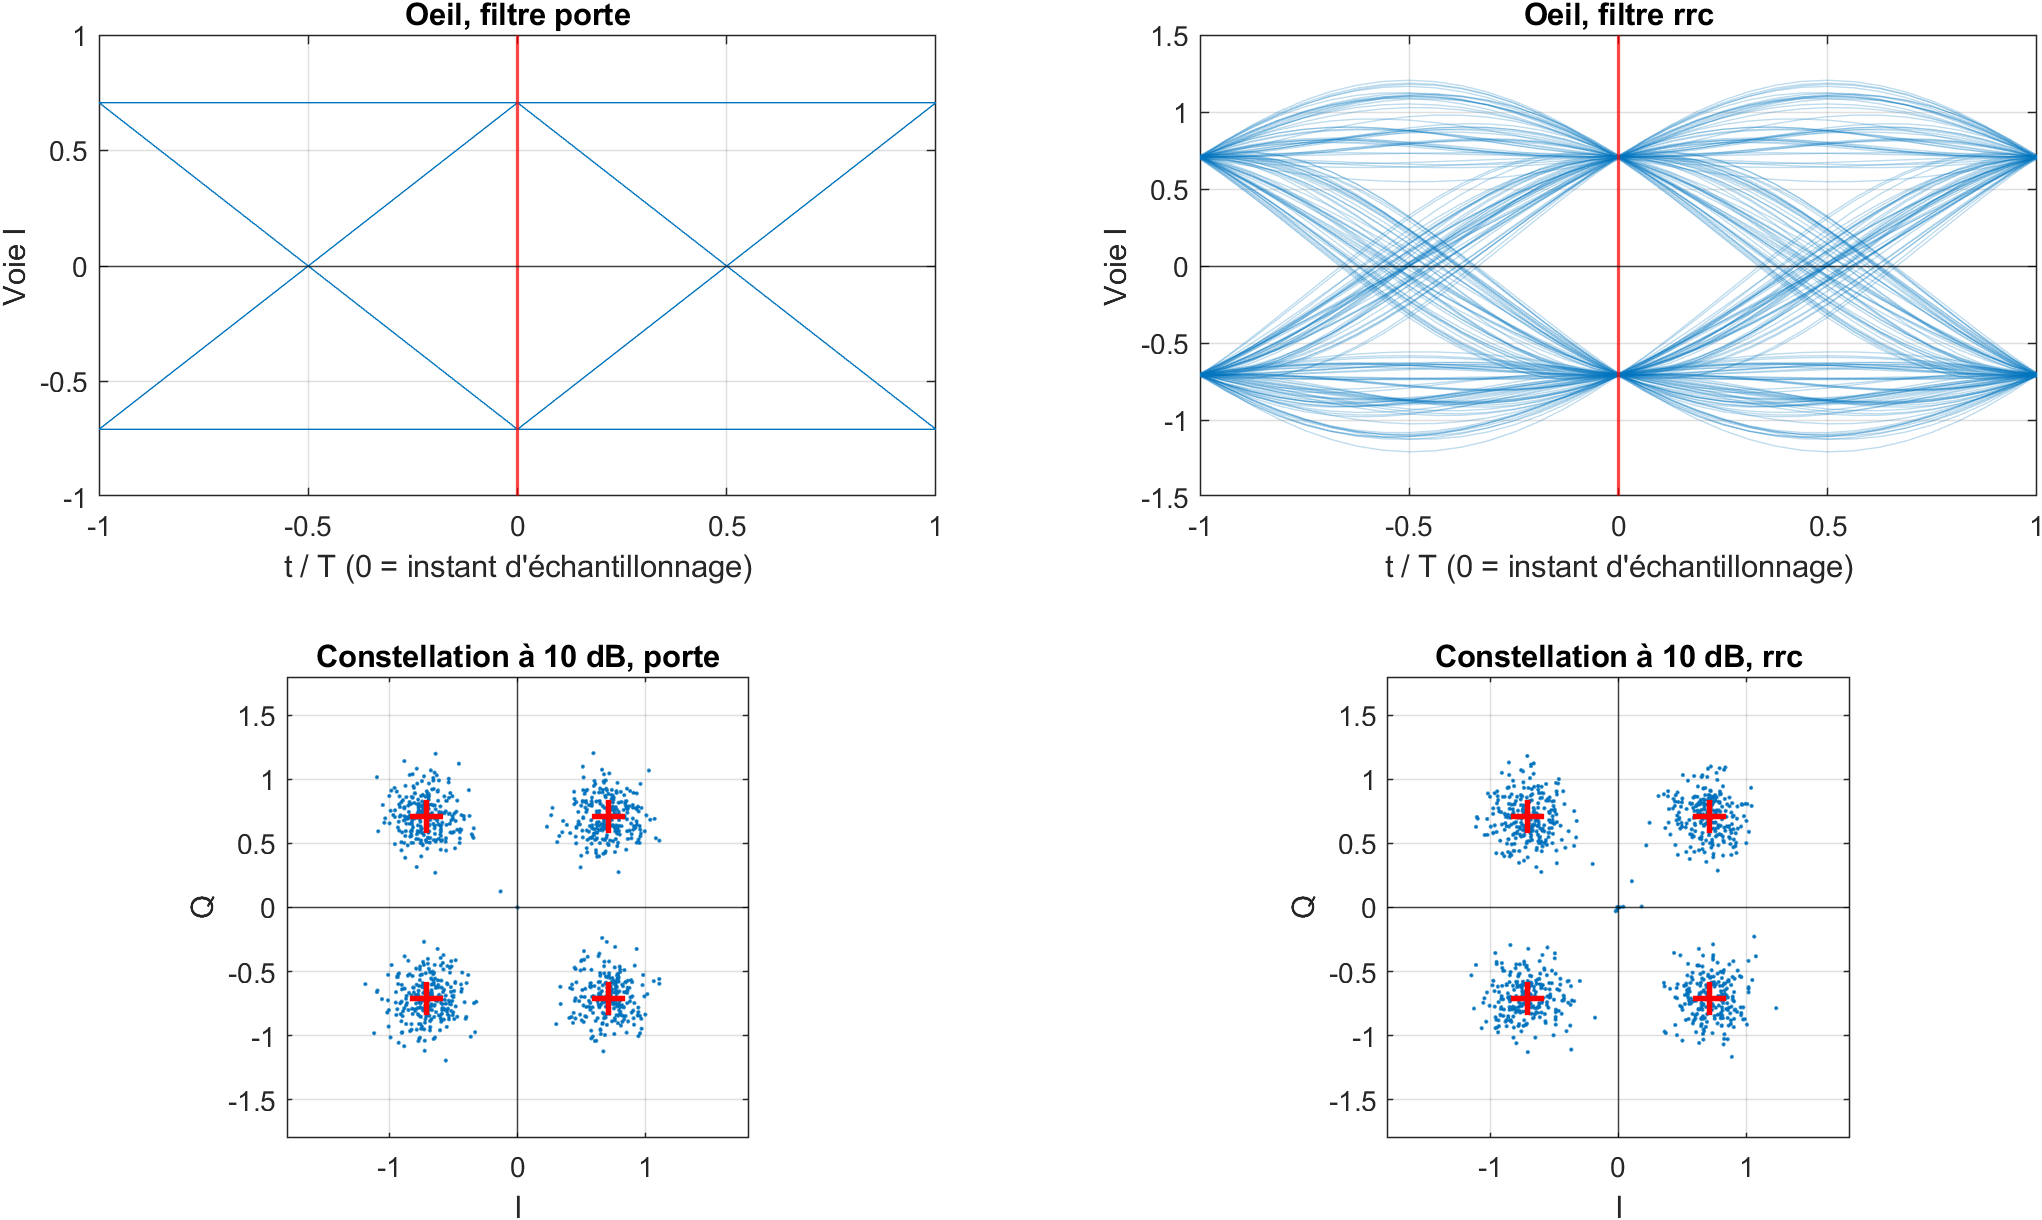 Oeil, filtre porte
1
0.5
0
-0.5
-1
Voie I
-1 -0.5 0 0.5 1
t / T (0 = instant d'échantillonnage)
Oeil, filtre rrc
1.5
1
0.5
0
-0.5
-1
-1.5
Voie I
-1 -0.5 0 0.5 1
t / T (0 = instant d'échantillonnage)
Constellation à 10 dB, porte
1.5
1
0.5
0
-0.5
-1
-1.5
Q
-1 0 1
I
Constellation à 10 dB, rrc
1.5
1
0.5
0
-0.5
-1
-1.5
Q
-1 0 1
I